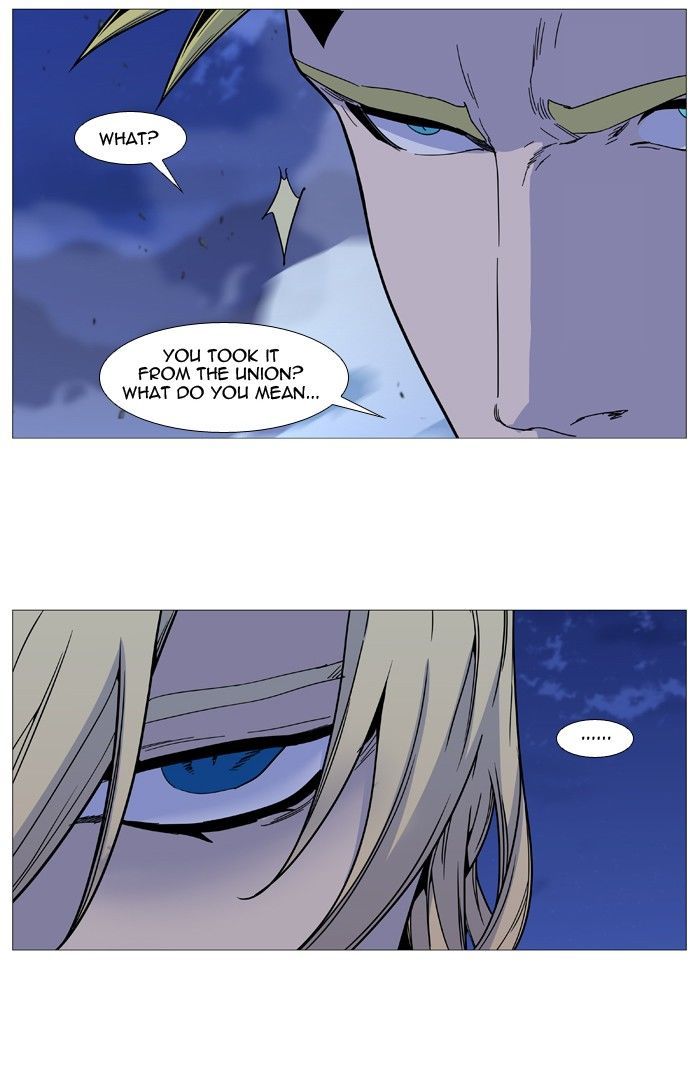 WHAT?
YOU TOOK IT
FROM THE UNION?
WHAT DO YOU MEAN...
......